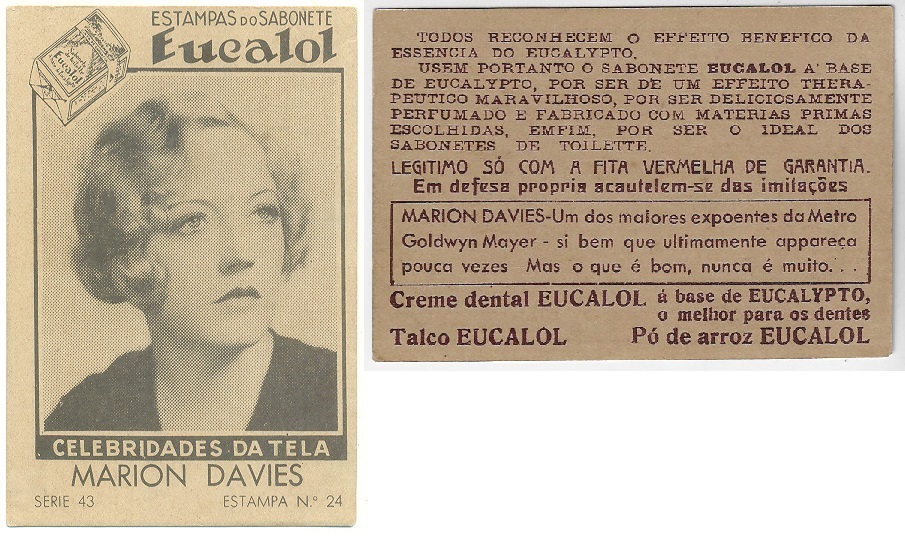 ESTAMPAS DO SABONETE
Eucalol
CELEBRIDADES DA TELA
MARION DAVIES
SERIE 43 ESTAMPA N.º 24
TODOS RECONHECEM O EFFEITO BENEFICO DA
ESSENCIA DO EUCALYPTO.
USEM PORTANTO O SABONETE EUCALOL A' BASE
DE EUCALYPTO, POR SER DE UM EFFEITO THERA-
PEUTICO MARAVILHOSO, POR SER DELICIOSAMENTE
PERFUMADO E FABRICADO COM MATERIAS PRIMAS
ESCOLHIDAS, EMFIM, POR SER O IDEAL DOS
SABONETES DE TOILETTE.
LEGITIMO SÓ COM A FITA VERMELHA DE GARANTIA.
Em defesa propria acautelem-se das imitações
MARION DAVIES-Um dos maiores expoentes da Metro
Goldwyn Mayer - si bem que ultimamente appareça
pouca vezes Mas o que é bom, nunca é muito. . .
Creme dental EUCALOL á base de EUCALYPTO,
o melhor para os dentes
Talco EUCALOL Pó de arroz EUCALOL